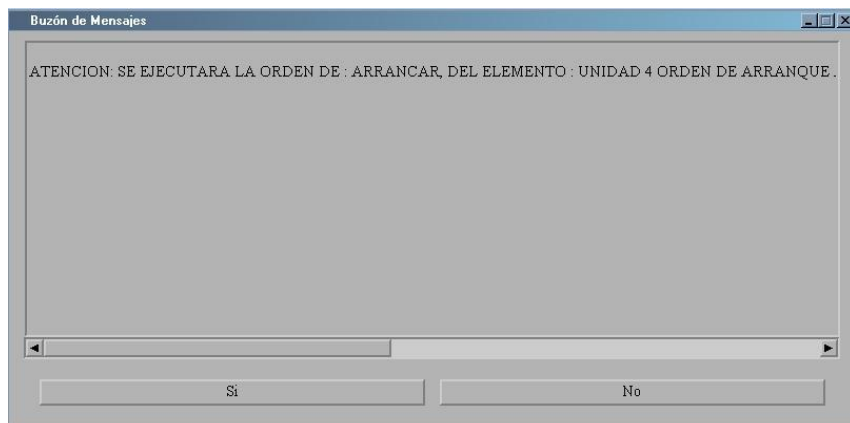 Buzón de Mensajes
ATENCION: SE EJECUTARA LA ORDEN DE : ARRANCAR, DEL ELEMENTO : UNIDAD 4 ORDEN DE ARRANQUE .
Si No